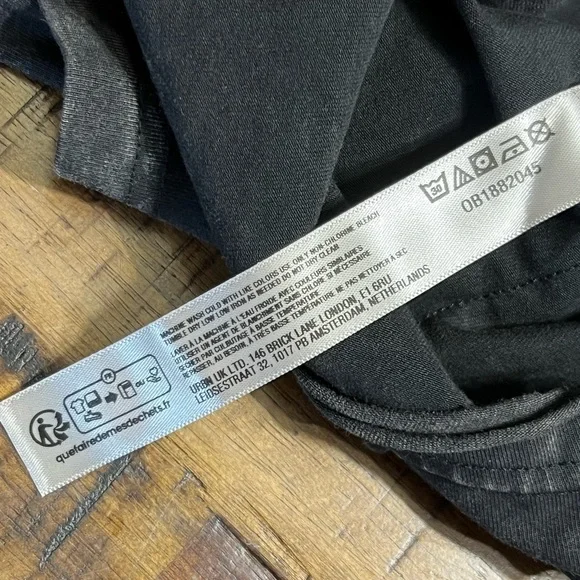 30
OB1882045
MACHINE WASH COLD WITH LIKE COLORS USE ONLY NON-CHLORINE BLEACH
TUMBLE DRY LOW LOW IRON AS NEEDED DO NOT DRY CLEAN
LAVER À LA MACHINE À L'EAU FROIDE AVEC COULEURS SIMILAIRES
UTILISER UN AGENT DE BLANCHIMENT SANS CHLORE SI NÉCESSAIRE
SÉCHER PAR CULBUTAGE À BASSE TEMPÉRATURE
REPASSER, AU BESOIN, À TRÈS BASSE TEMPÉRATURE NE PAS NETTOYER A SEC
URBN UK LTD, 146 BRICK LANE LONDON, E1 6RU
LEIDSESTRAAT 32, 1017 PB AMSTERDAM, NETHERLANDS
FR
OU
quefairedemesdechets.fr